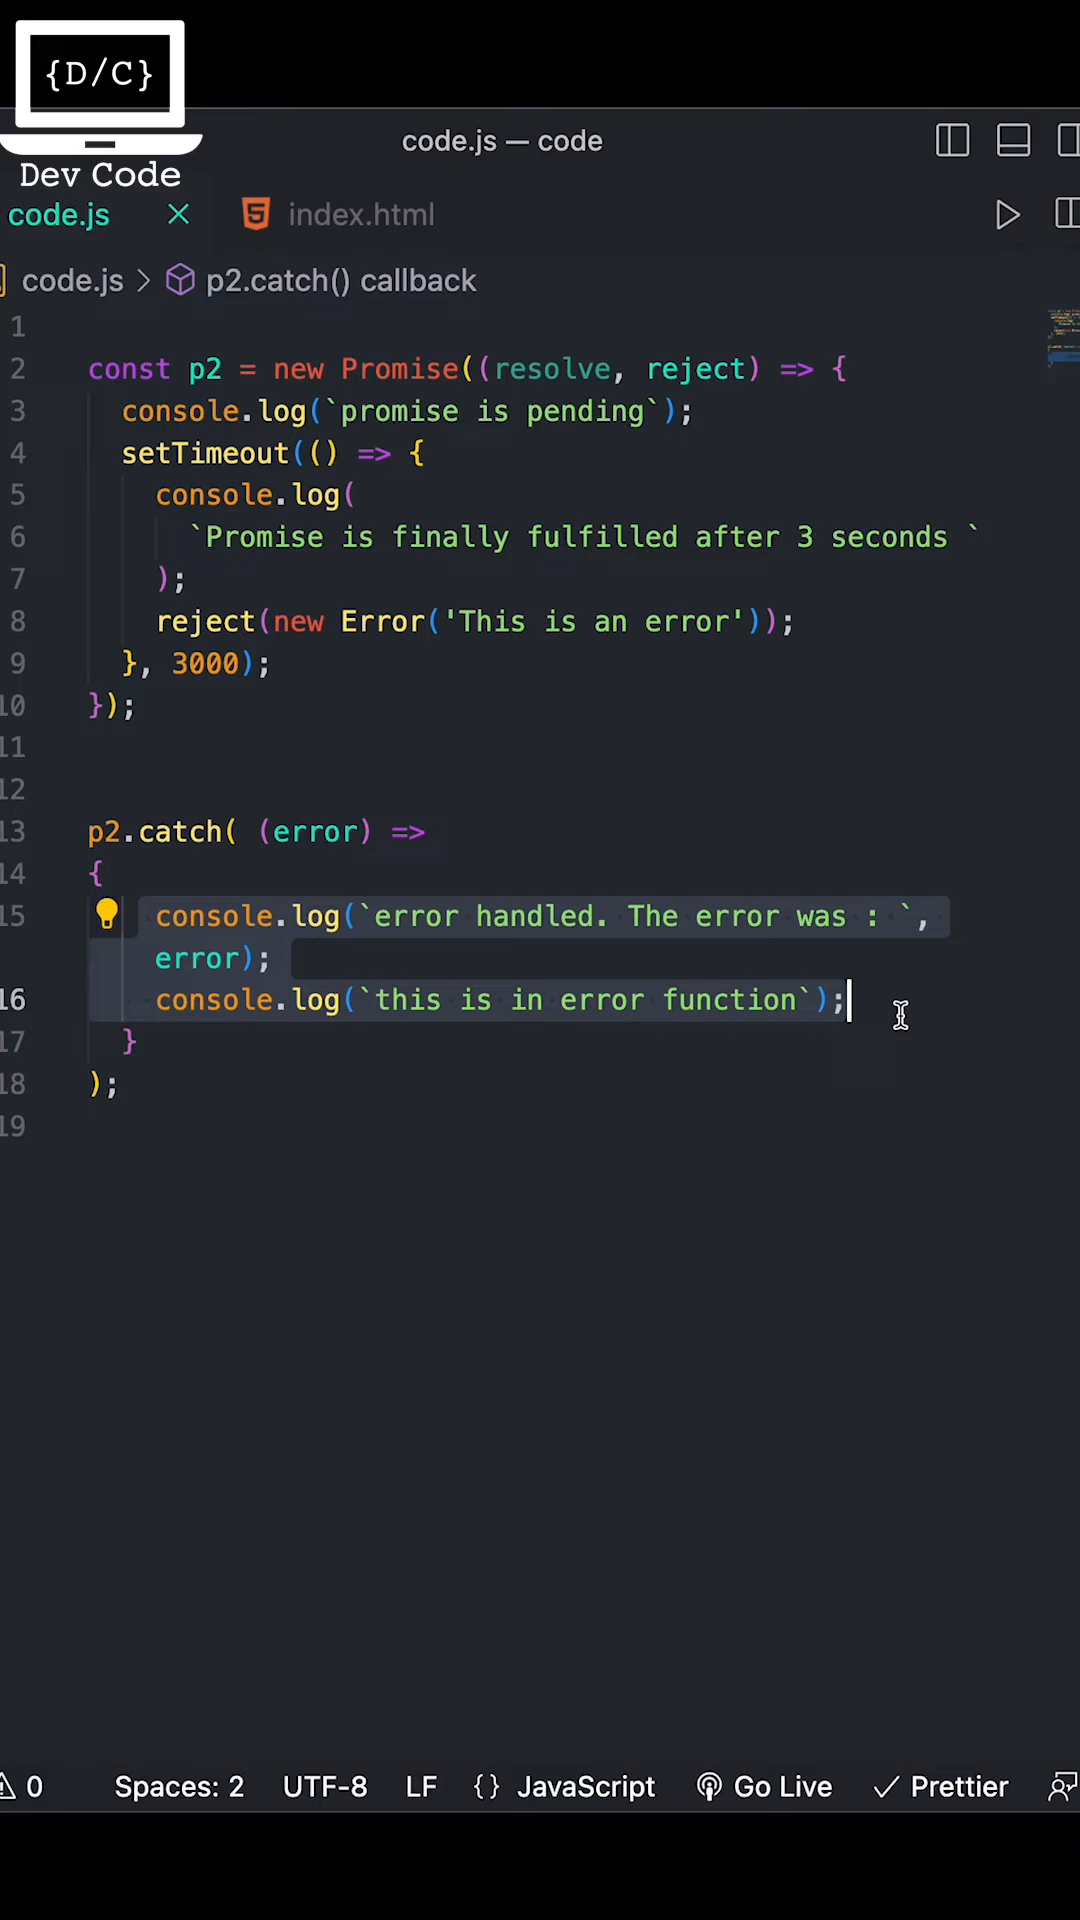 {D/C}
Dev Code
code.js — code
code.js
index.html
code.js > p2.catch() callback
1
2 const p2 = new Promise((resolve, reject) => {
3 console.log(`promise is pending`);
4 setTimeout(() => {
5 console.log(
6 `Promise is finally fulfilled after 3 seconds `
7 );
8 reject(new Error('This is an error'));
9 }, 3000);
10 });
11
12
13 p2.catch( (error) =>
14 {
15 console.log(`error handled. The error was : `,
error);
16 console.log(`this is in error function`);
17 }
18 );
19
0 Spaces: 2 UTF-8 LF {} JavaScript Go Live Prettier